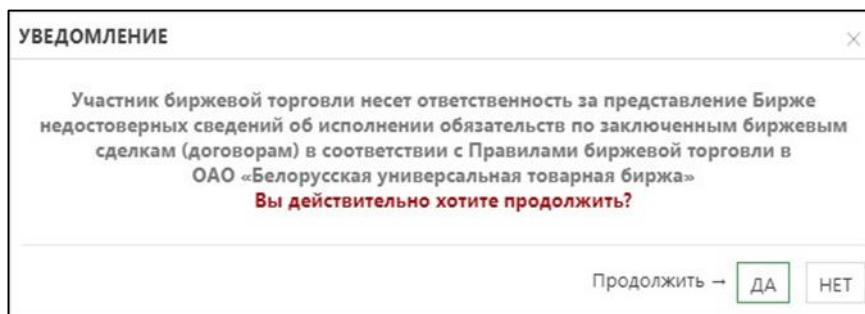 УВЕДОМЛЕНИЕ ×
Участник биржевой торговли несет ответственность за представление Бирже
недостоверных сведений об исполнении обязательств по заключенным биржевым
сделкам (договорам) в соответствии с Правилами биржевой торговли в
ОАО «Белорусская универсальная товарная биржа»
Вы действительно хотите продолжить?
Продолжить → ДА НЕТ